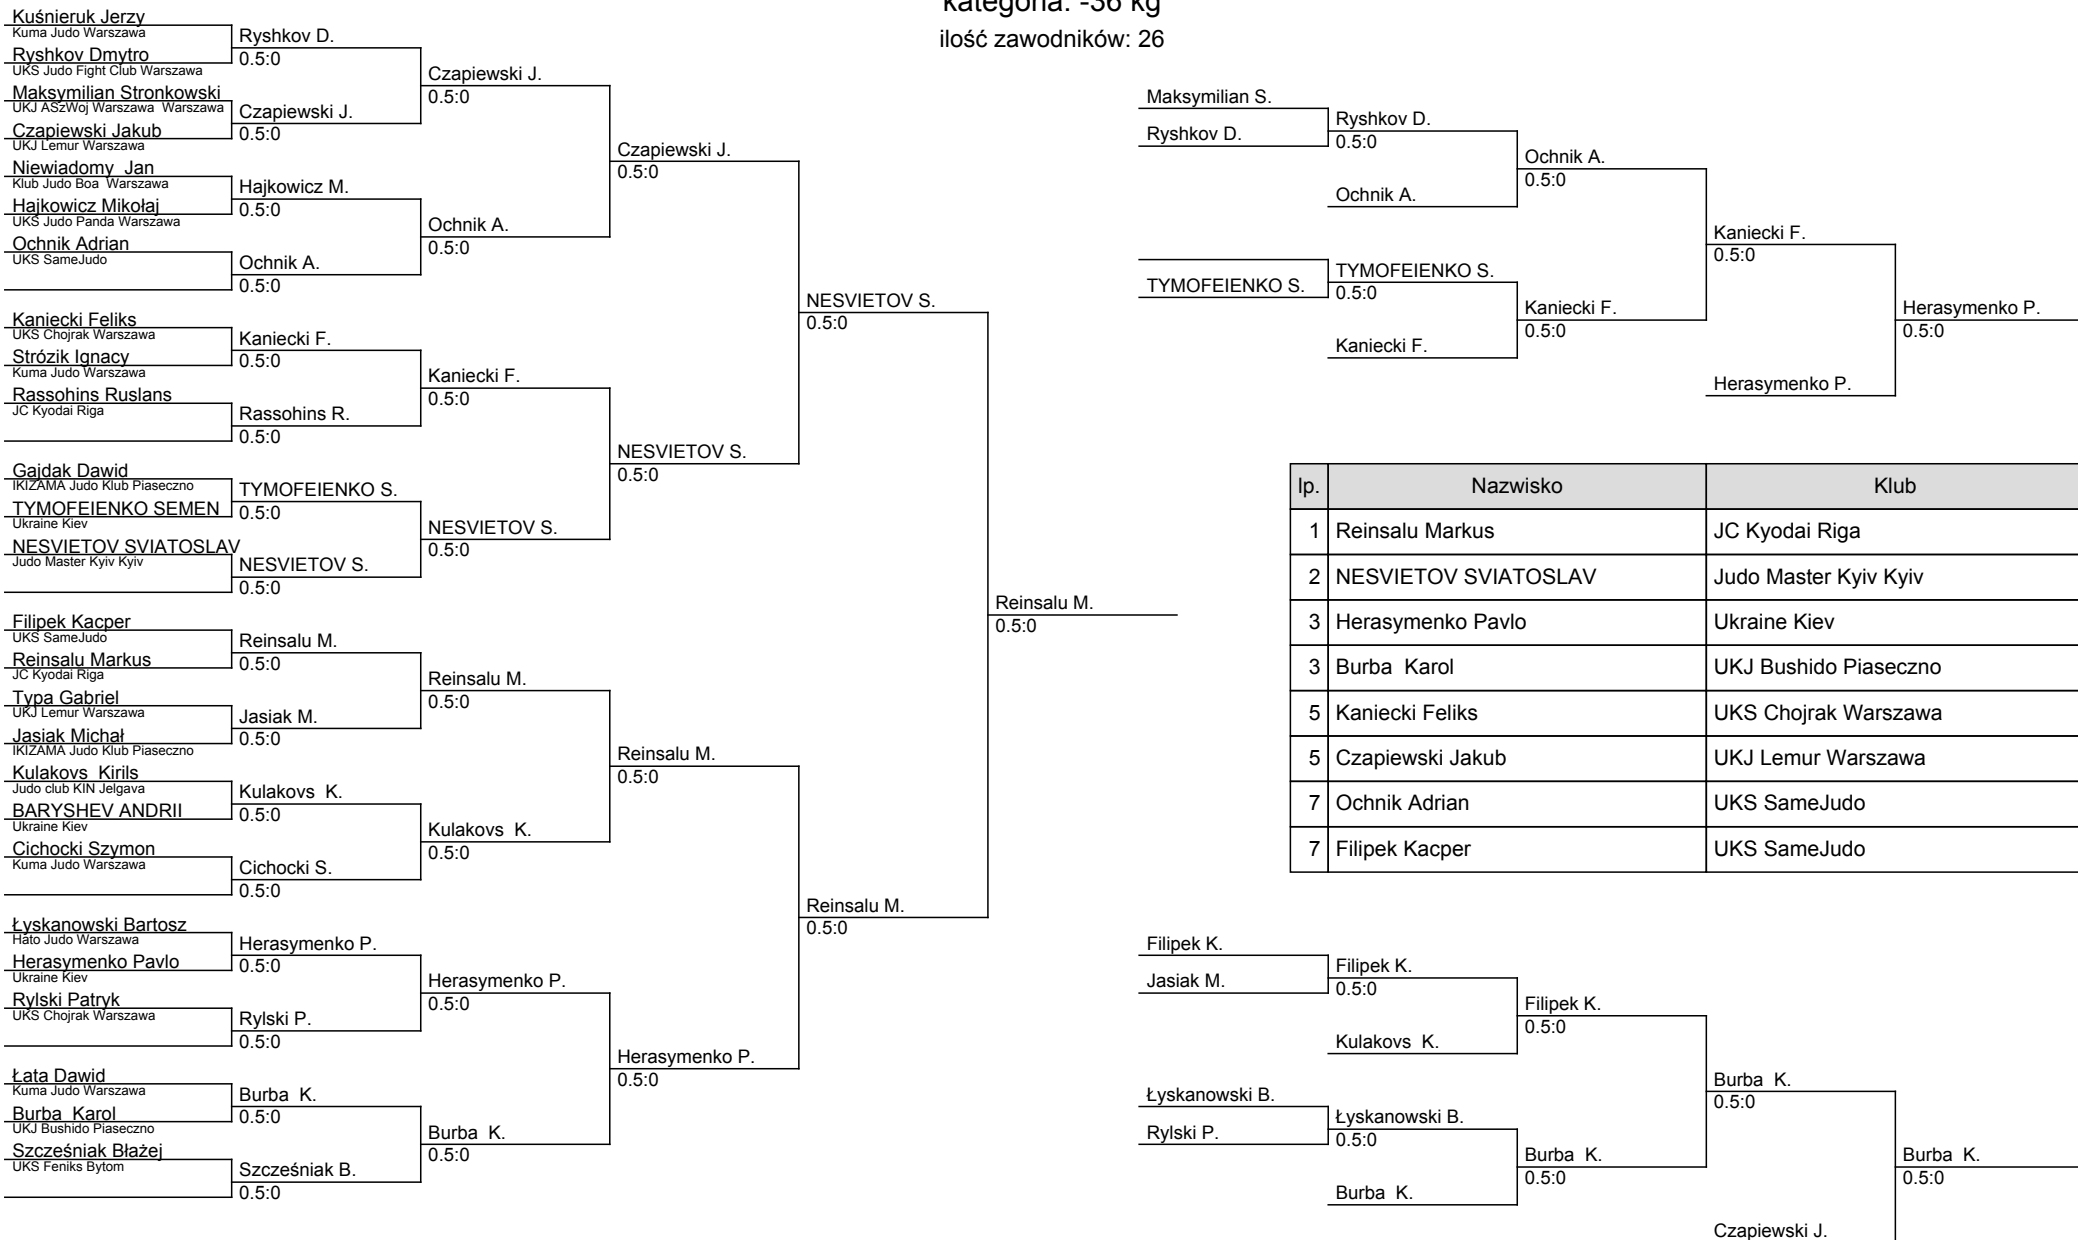 kategoria: -36 kg
ilość zawodników: 26
Kuśnieruk Jerzy
Kuma Judo Warszawa
Ryshkov Dmytro
UKS Judo Fight Club Warszawa
Maksymilian Stronkowski
UKJ ASzWoj Warszawa  Warszawa
Czapiewski Jakub
UKJ Lemur Warszawa
Niewiadomy  Jan
Klub Judo Boa  Warszawa
Hajkowicz Mikołaj
UKS Judo Panda Warszawa
Ochnik Adrian
UKS SameJudo
Kaniecki Feliks
UKS Chojrak Warszawa
Strózik Ignacy
Kuma Judo Warszawa
Rassohins Ruslans
JC Kyodai Riga
Gajdak Dawid
IKIZAMA Judo Klub Piaseczno
TYMOFEIENKO SEMEN
Ukraine Kiev
NESVIETOV SVIATOSLAV
Judo Master Kyiv Kyiv
Filipek Kacper
UKS SameJudo
Reinsalu Markus
JC Kyodai Riga
Typa Gabriel
UKJ Lemur Warszawa
Jasiak Michał
IKIZAMA Judo Klub Piaseczno
Kulakovs  Kirils
Judo club KIN Jelgava
BARYSHEV ANDRII
Ukraine Kiev
Cichocki Szymon
Kuma Judo Warszawa
Łyskanowski Bartosz
Hato Judo Warszawa
Herasymenko Pavlo
Ukraine Kiev
Rylski Patryk
UKS Chojrak Warszawa
Łata Dawid
Kuma Judo Warszawa
Burba  Karol
UKJ Bushido Piaseczno
Szcześniak Błażej
UKS Feniks Bytom
Ryshkov D.
0.5:0
Czapiewski J.
0.5:0
Hajkowicz M.
0.5:0
Ochnik A.
0.5:0
Kaniecki F.
0.5:0
Rassohins R.
0.5:0
TYMOFEIENKO S.
0.5:0
NESVIETOV S.
0.5:0
Reinsalu M.
0.5:0
Jasiak M.
0.5:0
Kulakovs  K.
0.5:0
Cichocki S.
0.5:0
Herasymenko P.
0.5:0
Rylski P.
0.5:0
Burba  K.
0.5:0
Szcześniak B.
0.5:0
Czapiewski J.
0.5:0
Ochnik A.
0.5:0
Kaniecki F.
0.5:0
NESVIETOV S.
0.5:0
Reinsalu M.
0.5:0
Kulakovs  K.
0.5:0
Herasymenko P.
0.5:0
Burba  K.
0.5:0
Czapiewski J.
0.5:0
NESVIETOV S.
0.5:0
Reinsalu M.
0.5:0
Herasymenko P.
0.5:0
NESVIETOV S.
0.5:0
Reinsalu M.
0.5:0
Reinsalu M.
0.5:0
Maksymilian S.
Ryshkov D.
TYMOFEIENKO S.
Ryshkov D.
0.5:0
Ochnik A.
TYMOFEIENKO S.
0.5:0
Kaniecki F.
Ochnik A.
0.5:0
Kaniecki F.
0.5:0
Kaniecki F.
0.5:0
Herasymenko P.
Herasymenko P.
0.5:0
lp. Nazwisko Klub
1 Reinsalu Markus JC Kyodai Riga
2 NESVIETOV SVIATOSLAV Judo Master Kyiv Kyiv
3 Herasymenko Pavlo Ukraine Kiev
3 Burba  Karol UKJ Bushido Piaseczno
5 Kaniecki Feliks UKS Chojrak Warszawa
5 Czapiewski Jakub UKJ Lemur Warszawa
7 Ochnik Adrian UKS SameJudo
7 Filipek Kacper UKS SameJudo
Filipek K.
Jasiak M.
Łyskanowski B.
Rylski P.
Filipek K.
0.5:0
Kulakovs  K.
Łyskanowski B.
0.5:0
Burba  K.
Filipek K.
0.5:0
Burba  K.
0.5:0
Burba  K.
0.5:0
Czapiewski J.
Burba  K.
0.5:0